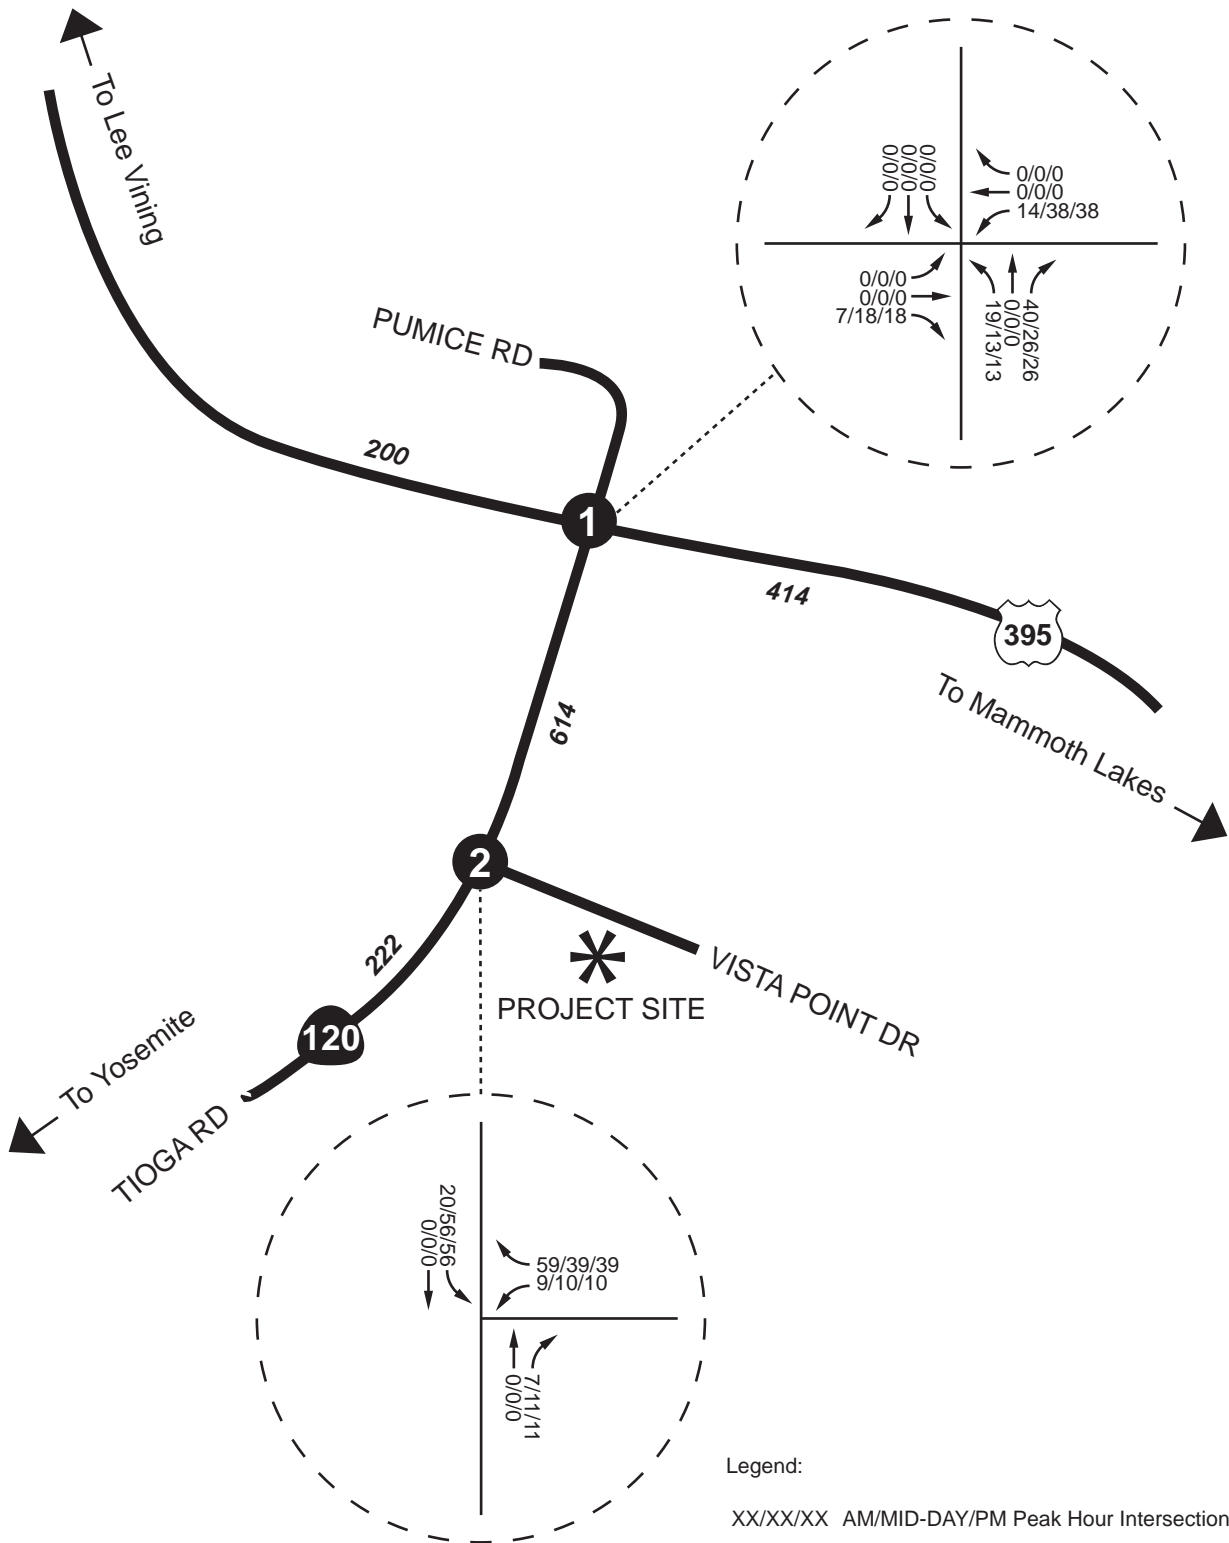 To Lee Vining
0/0/0
0/0/0
0/0/0
0/0/0
0/0/0
14/38/38
0/0/0
0/0/0
7/18/18
19/13/13
0/0/0
40/26/26
PUMICE RD
200
1
414
395
To Mammoth Lakes
614
2
222
PROJECT SITE
VISTA POINT DR
120
To Yosemite
TIOGA RD
0/0/0
20/56/56
59/39/39
9/10/10
0/0/0
7/11/11
Legend:
XX/XX/XX AM/MID-DAY/PM Peak Hour Intersection